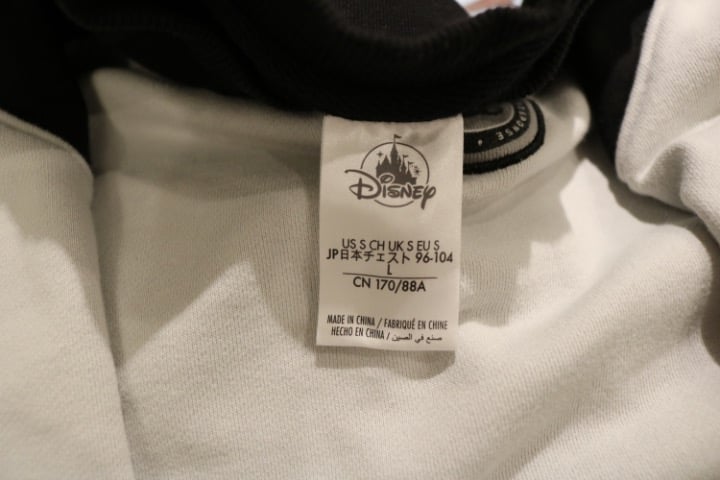 DISNEY
US S CH UK S EU S
JP日本チェスト 96-104
L
CN 170/88A
MADE IN CHINA / FABRIQUÉ EN CHINE
HECHO EN CHINA / صنع في الصين